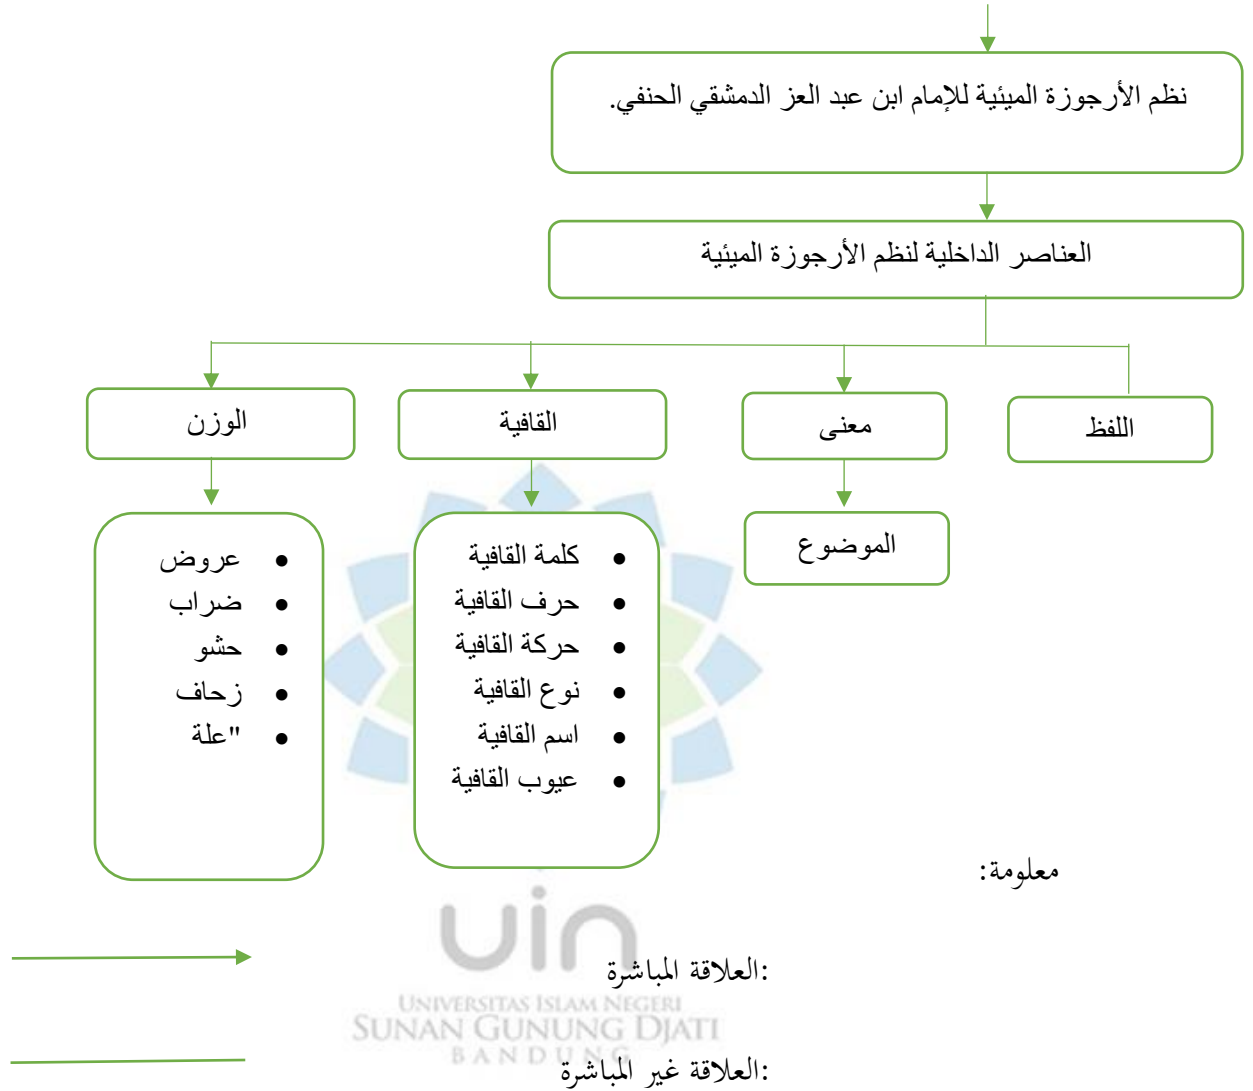 نظم الأرجوزة الميئية للإمام ابن عبد العز الدمشقي الحنفي.
العناصر الداخلية لنظم الأرجوزة الميئية
اللفظ
معنى
القافية
الوزن
الموضوع
كلمة القافية
حرف القافية
حركة القافية
نوع القافية
اسم القافية
عيوب القافية
عروض
ضراب
حشو
زحاف
"علة
معلومة:
:العلاقة المباشرة
:العلاقة غير المباشرة
uin
UNIVERSITAS ISLAM NEGERI
SUNAN GUNUNG DJATI
BANDUNG